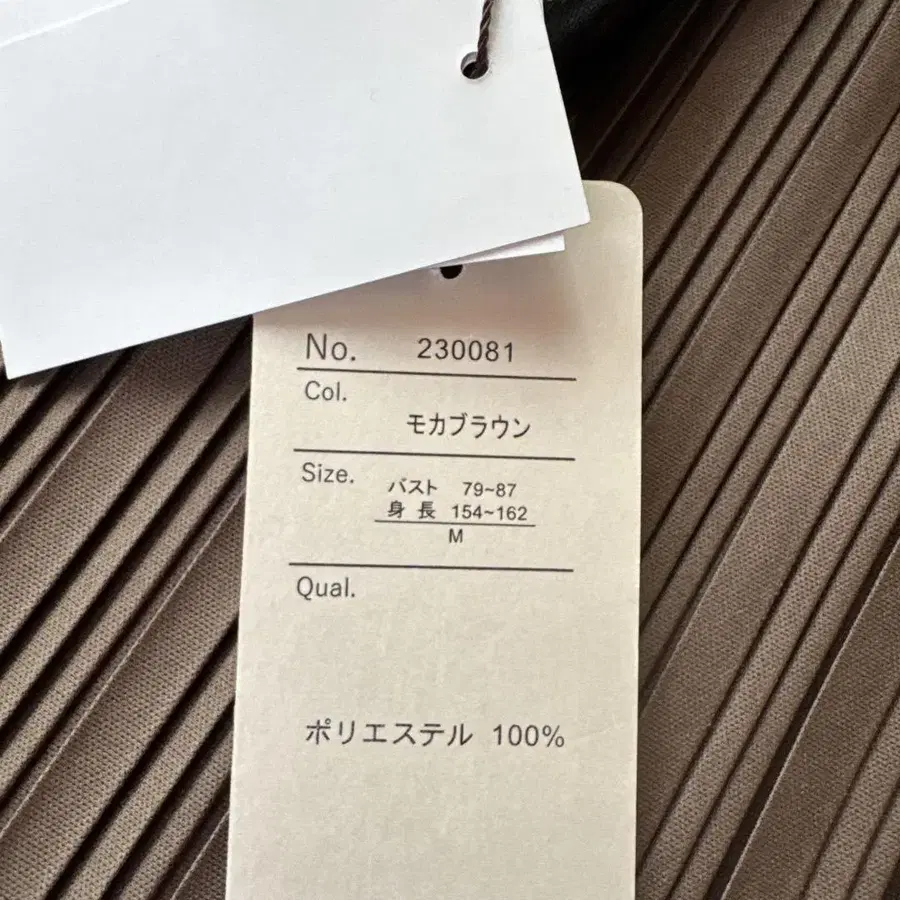 No. 230081
Col.
モカブラウン
Size.
バスト 79~87
身長 154~162
M
Qual.
ポリエステル 100%